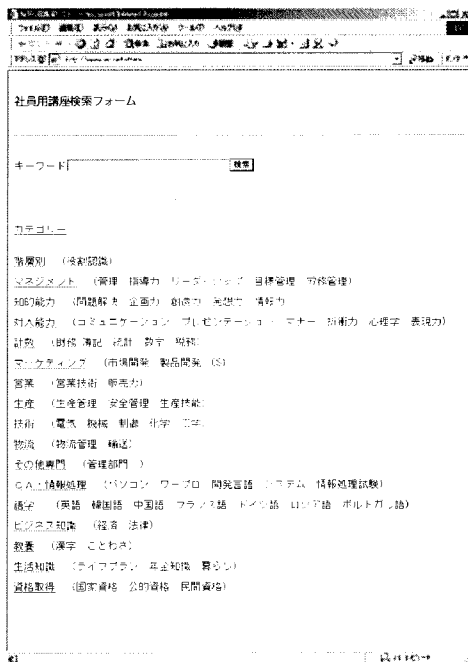 社員用講座検索フォーム
キーワード 検索
カテゴリー
階層別 (役割認識)
マネジメント (管理 指導力 リーダーシップ 目標管理 労務管理)
知的能力 (問題解決 企画力 創造力 発想力 情報力
対人能力 (コミュニケーション プレゼンテーション マナー 折衝力 心理学 表現力)
計数 (財務 簿記 統計 数字 税務)
マーケティング (市場開発 製品開発 CS)
営業 (営業技術 販売力)
生産 (生産管理 安全管理 生産技能)
技術 (電気 機械 制御 化学 工学)
物流 (物流管理 輸送)
その他専門 (管理部門 )
OA・情報処理 (パソコン ワープロ 開発言語 システム 情報処理試験)
語学 (英語 韓国語 中国語 フランス語 ドイツ語 ロシア語 ポルトガル語)
ビジネス知識 (経済 法律)
教養 (漢字 ことわざ)
生活知識 (ライフプラン 年金知識 暮らし)
資格取得 (国家資格 公的資格 民間資格)